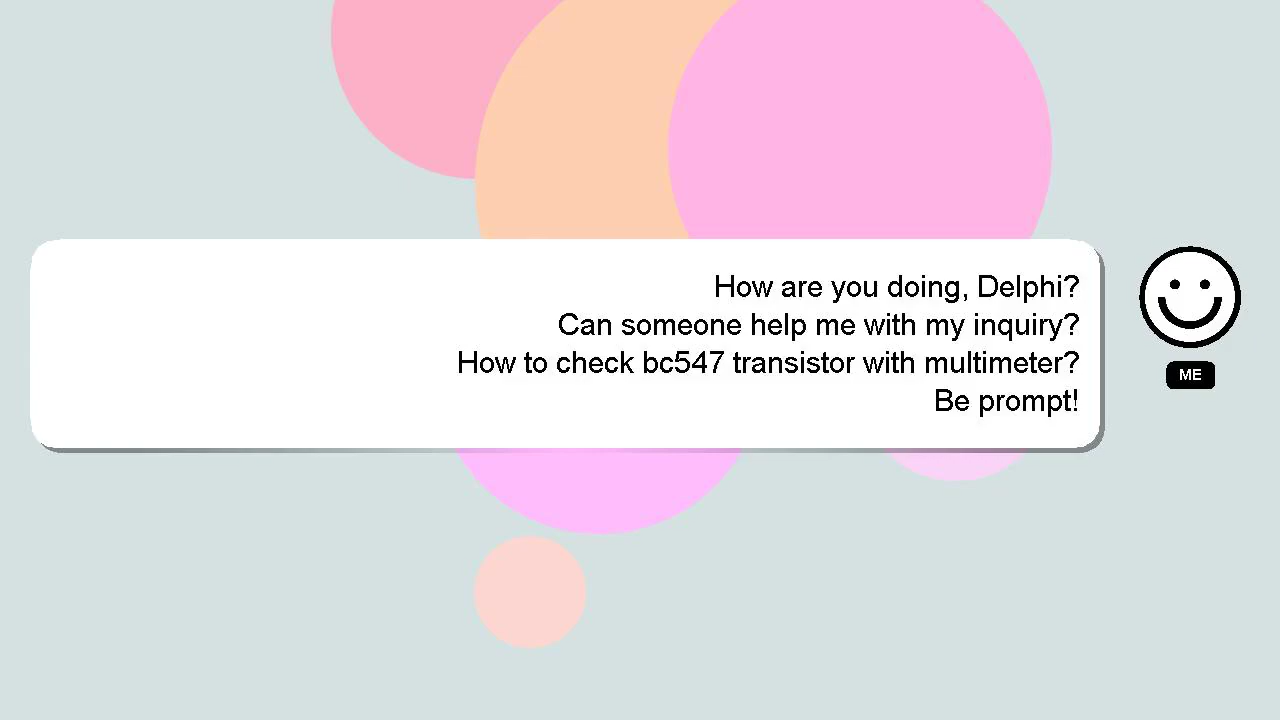 How are you doing, Delphi?
Can someone help me with my inquiry?
How to check bc547 transistor with multimeter?
Be prompt!
ME